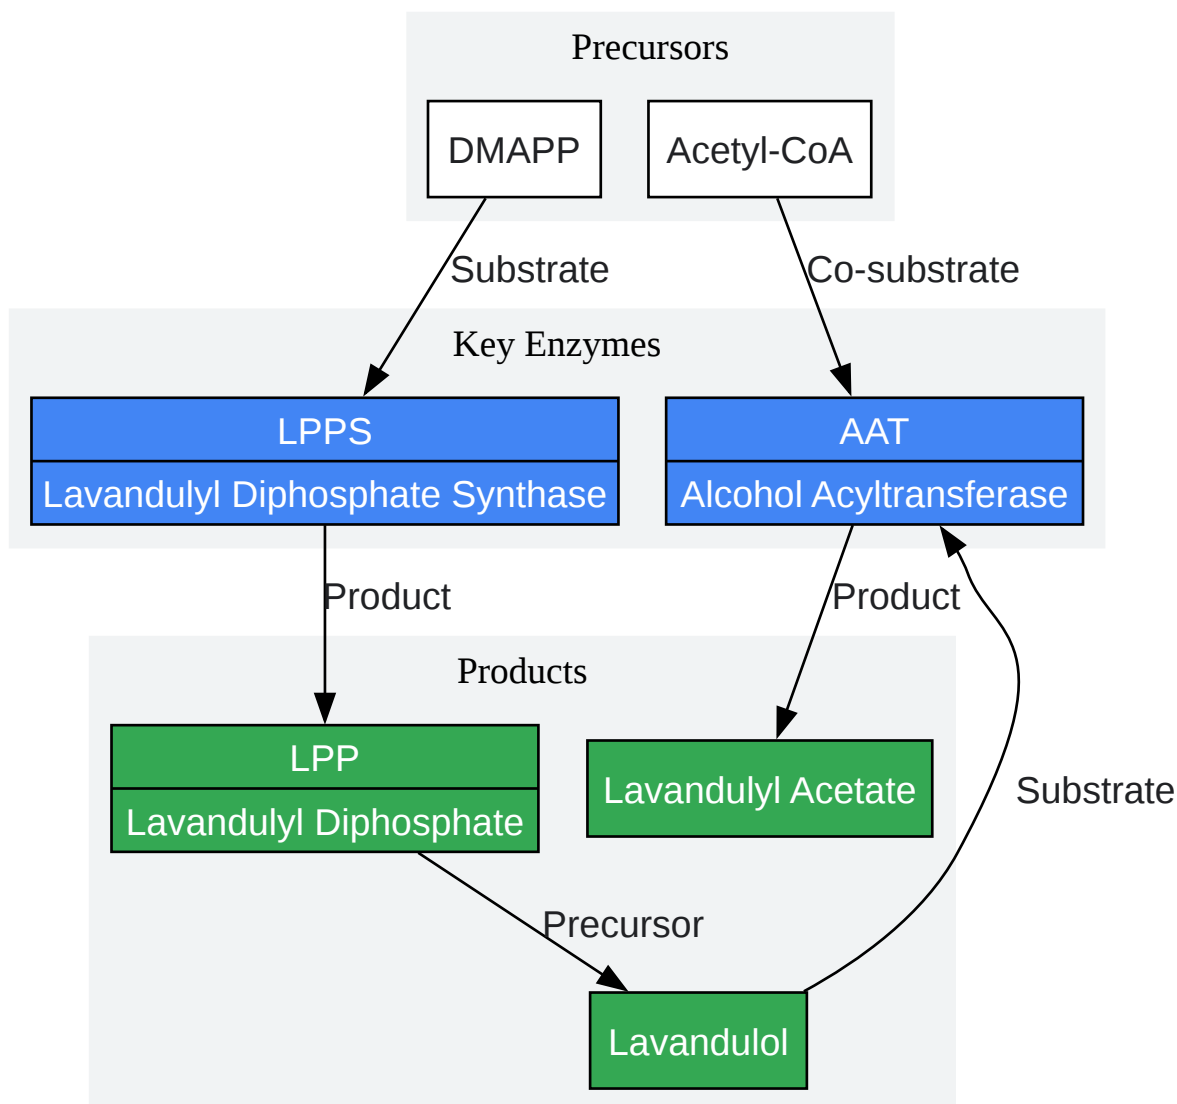 Precursors
DMAPP
Acetyl-CoA
Substrate
Co-substrate
Key Enzymes
LPPS
Lavandulyl Diphosphate Synthase
AAT
Alcohol Acyltransferase
Product
Product
Products
LPP
Lavandulyl Diphosphate
Lavandulyl Acetate
Substrate
Precursor
Lavandulol